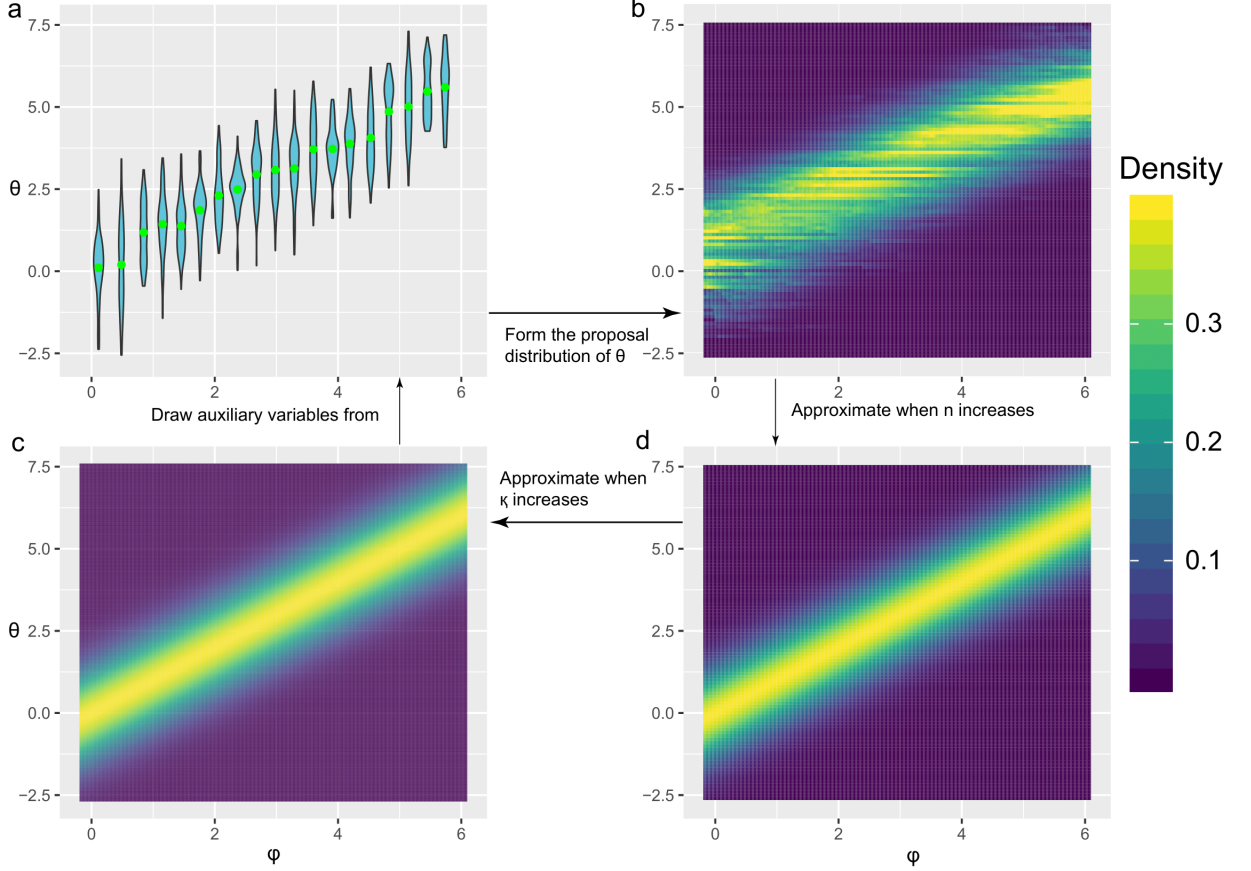 a
7.5
5.0
θ 2.5
0.0
−2.5
0 2 4 6
b
7.5
5.0
2.5
0.0
−2.5
0 2 4 6
Form the proposal
distribution of θ
Density
0.3
0.2
0.1
Draw auxiliary variables from
Approximate when n increases
c
7.5
5.0
θ 2.5
0.0
−2.5
0 2 4 6
φ
Approximate when
κ increases
d
7.5
5.0
2.5
0.0
−2.5
0 2 4 6
φ